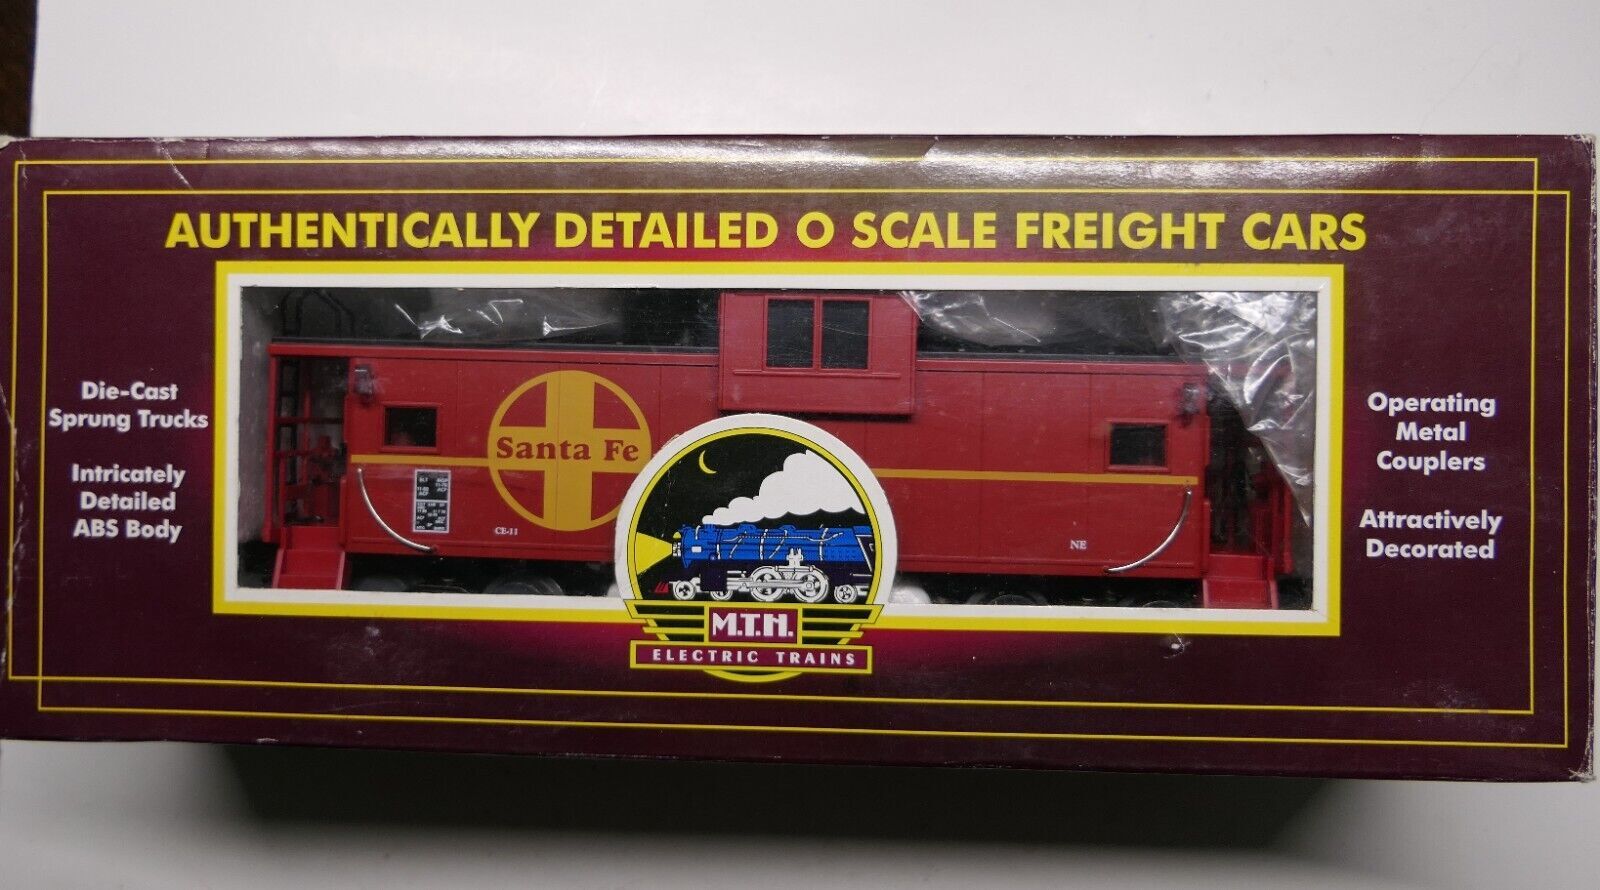 AUTHENTICALLY DETAILED O SCALE FREIGHT CARS
Die-Cast
Sprung Trucks
Intricately
Detailed
ABS Body
Santa Fe
CE-11
NE
M.T.H.
ELECTRIC TRAINS
Operating
Metal
Couplers
Attractively
Decorated